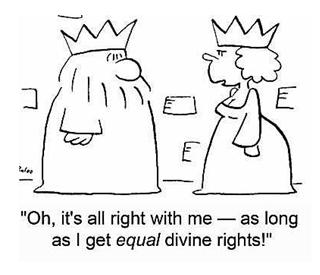 "Oh, it's all right with me — as long
as I get equal divine rights!"